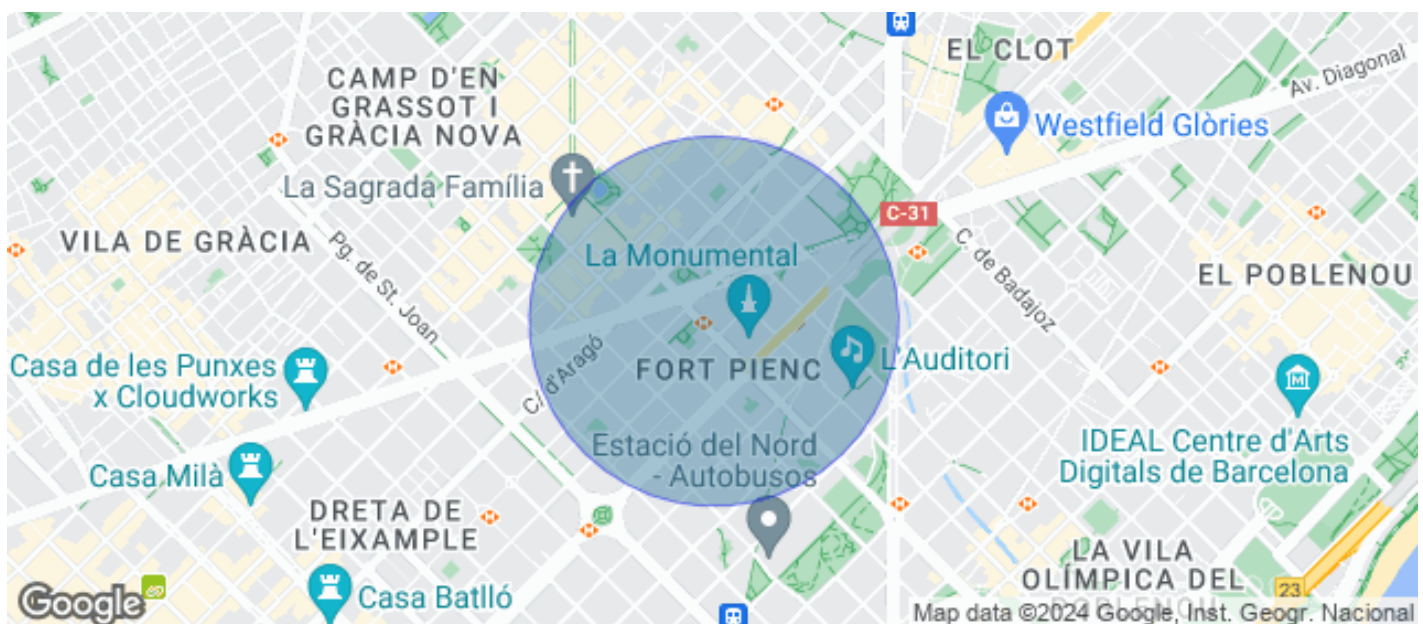 EL CLOT
CAMP D'EN
GRASSOT I
GRÀCIA NOVA
Av. Diagonal
Westfield Glòries
La Sagrada Família
C-31
VILA DE GRÀCIA
Pg. de St. Joan
La Monumental
C. de Badajoz
EL POBLENOU
Casa de les Punxes
x Cloudworks
C/ d'Aragó
FORT PIENC
L'Auditori
Estació del Nord
- Autobusos
IDEAL Centre d'Arts
Digitals de Barcelona
Casa Milà
DRETA DE
L'EIXAMPLE
LA VILA
OLÍMPICA DEL
POBLENOU
23
Casa Batlló
Google
Map data ©2024 Google, Inst. Geogr. Nacional